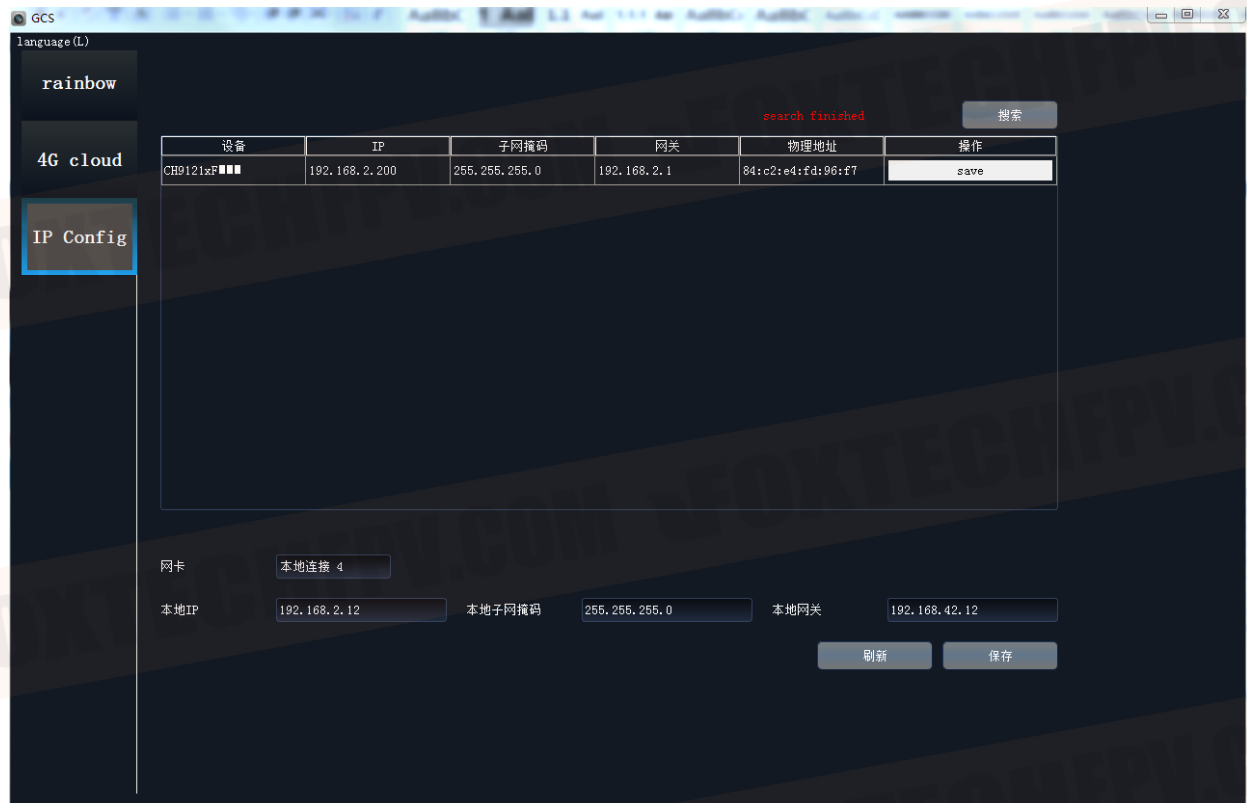 GCS
language(L)
rainbow
4G cloud
IP Config
search finished 搜索
设备 IP 子网掩码 网关 物理地址 操作
CH9121xF 192.168.2.200 255.255.255.0 192.168.2.1 84:c2:e4:fd:96:f7 save
网卡 本地连接 4
本地IP 192.168.2.12 本地子网掩码 255.255.255.0 本地网关 192.168.42.12
刷新 保存
FOXTECHFPV.COM